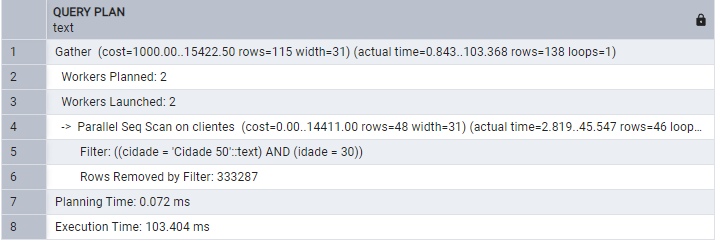 QUERY PLAN
text
1 Gather (cost=1000.00..15422.50 rows=115 width=31) (actual time=0.843..103.368 rows=138 loops=1)
2 Workers Planned: 2
3 Workers Launched: 2
4 -> Parallel Seq Scan on clientes (cost=0.00..14411.00 rows=48 width=31) (actual time=2.819..45.547 rows=46 loop...
5 Filter: ((cidade = 'Cidade 50'::text) AND (idade = 30))
6 Rows Removed by Filter: 333287
7 Planning Time: 0.072 ms
8 Execution Time: 103.404 ms